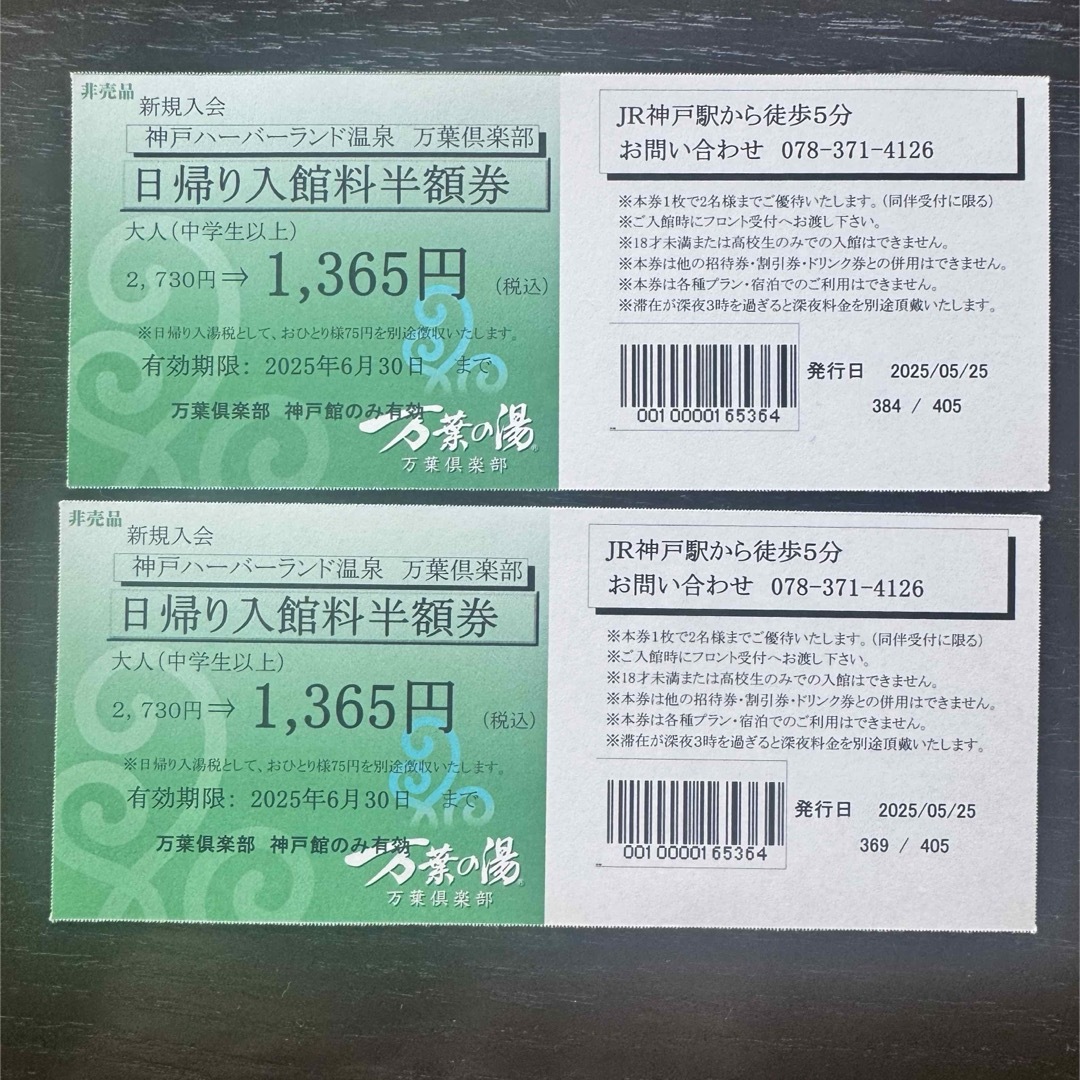 非売品
新規入会
神戸ハーバーランド温泉 万葉倶楽部
日帰り入館料半額券
大人(中学生以上)
2,730円⇒ 1,365円 (税込)
※日帰り入湯税として、おひとり様75円を別途徴収いたします。
有効期限: 2025年6月30日 まで
万葉倶楽部 神戸館のみ有効
万葉の湯®
万葉倶楽部
JR神戸駅から徒歩5分
お問い合わせ 078-371-4126
※本券1枚で2名様までご優待いたします。(同伴受付に限る)
※ご入館時にフロント受付へお渡し下さい。
※18才未満または高校生のみでの入館はできません。
※本券は他の招待券・割引券・ドリンク券との併用はできません。
※本券は各種プラン・宿泊でのご利用はできません。
※滞在が深夜3時を過ぎると深夜料金を別途頂戴いたします。
0010000165364
発行日 2025/05/25
384 / 405
非売品
新規入会
神戸ハーバーランド温泉 万葉倶楽部
日帰り入館料半額券
大人(中学生以上)
2,730円⇒ 1,365円 (税込)
※日帰り入湯税として、おひとり様75円を別途徴収いたします。
有効期限: 2025年6月30日 まで
万葉倶楽部 神戸館のみ有効
万葉の湯®
万葉倶楽部
JR神戸駅から徒歩5分
お問い合わせ 078-371-4126
※本券1枚で2名様までご優待いたします。(同伴受付に限る)
※ご入館時にフロント受付へお渡し下さい。
※18才未満または高校生のみでの入館はできません。
※本券は他の招待券・割引券・ドリンク券との併用はできません。
※本券は各種プラン・宿泊でのご利用はできません。
※滞在が深夜3時を過ぎると深夜料金を別途頂戴いたします。
0010000165364
発行日 2025/05/25
369 / 405